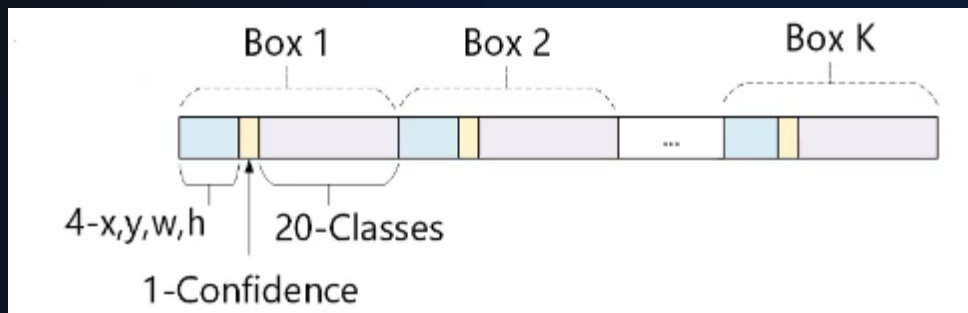 Box 1
Box 2
Box K
...
4-x,y,w,h
20-Classes
1-Confidence